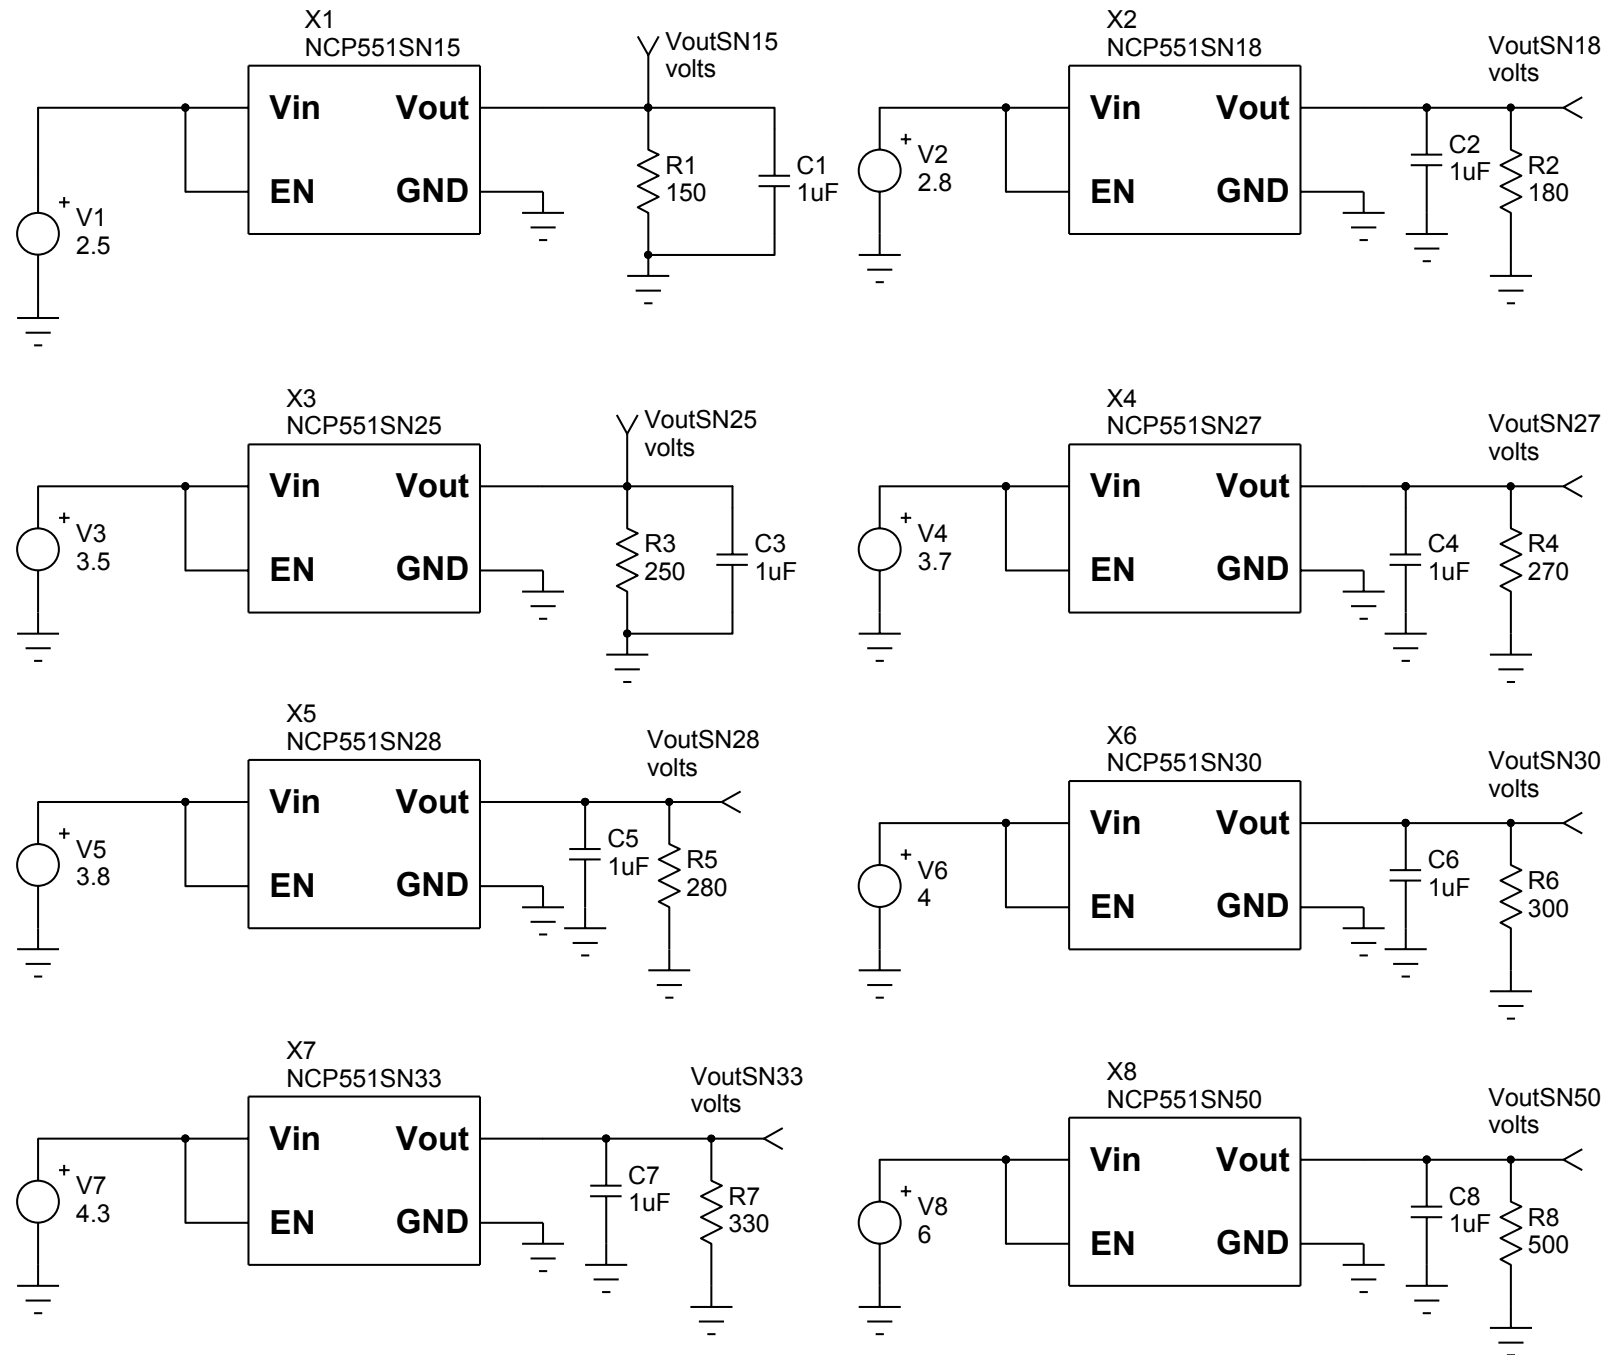 X1
NCP551SN15
VoutSN15
volts
Vin
Vout
EN
GND
+
V1
2.5
R1
150
C1
1uF
X2
NCP551SN18
VoutSN18
volts
Vin
Vout
EN
GND
+
V2
2.8
C2
1uF
R2
180
X3
NCP551SN25
VoutSN25
volts
Vin
Vout
EN
GND
+
V3
3.5
R3
250
C3
1uF
X4
NCP551SN27
VoutSN27
volts
Vin
Vout
EN
GND
+
V4
3.7
C4
1uF
R4
270
X5
NCP551SN28
VoutSN28
volts
Vin
Vout
EN
GND
+
V5
3.8
C5
1uF
R5
280
X6
NCP551SN30
VoutSN30
volts
Vin
Vout
EN
GND
+
V6
4
C6
1uF
R6
300
X7
NCP551SN33
VoutSN33
volts
Vin
Vout
EN
GND
+
V7
4.3
C7
1uF
R7
330
X8
NCP551SN50
VoutSN50
volts
Vin
Vout
EN
GND
+
V8
6
C8
1uF
R8
500